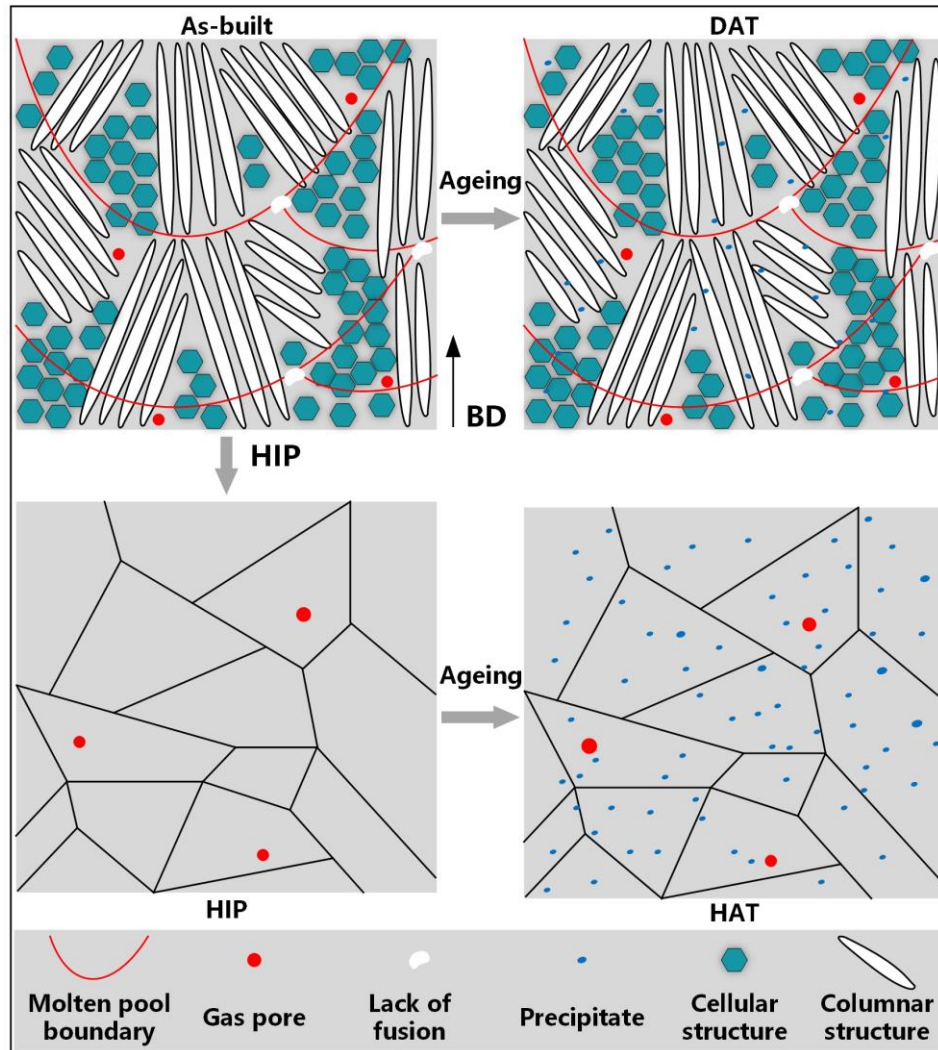 As-built
DAT
Ageing
BD
HIP
Ageing
HIP
HAT
Molten pool
boundary
Gas pore
Lack of
fusion
Precipitate
Cellular
structure
Columnar
structure